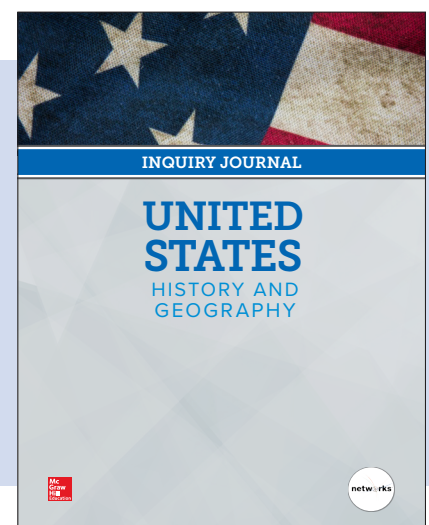 INQUIRY JOURNAL
UNITED
STATES
HISTORY AND
GEOGRAPHY
Mc
Graw
Hill
Education
networks